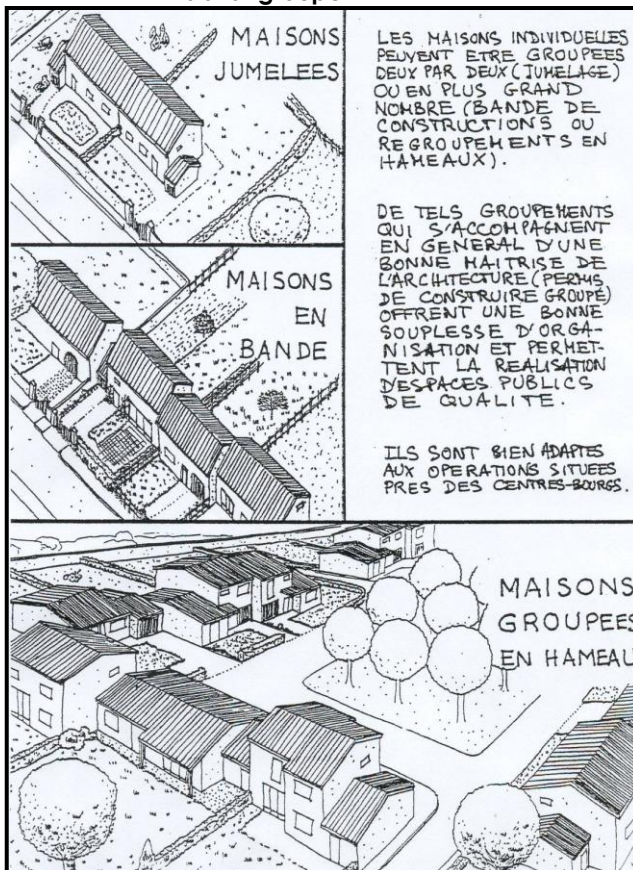 MAISONS
JUMELEES
LES MAISONS INDIVIDUELLES
PEUVENT ETRE GROUPEES
DEUX PAR DEUX (JUMELAGE)
OU EN PLUS GRAND
NOMBRE (BANDE DE
CONSTRUCTIONS OU
REGROUPEMENTS EN
HAMEAUX).
DE TELS GROUPEMENTS
QUI S'ACCOMPAGNENT
EN GENERAL D'UNE
BONNE MAITRISE DE
L'ARCHITECTURE (PERMIS
DE CONSTRUIRE GROUPÉ)
OFFRENT UNE BONNE
SOUPLESSE D'ORGA-
NISATION ET PERMET-
TENT LA REALISATION
D'ESPACES PUBLICS
DE QUALITE.
ILS SONT BIEN ADAPTES
AUX OPERATIONS SITUEES
PRES DES CENTRES-BOURGS.
MAISONS
EN
BANDE
MAISONS
GROUPEES
EN HAMEAU